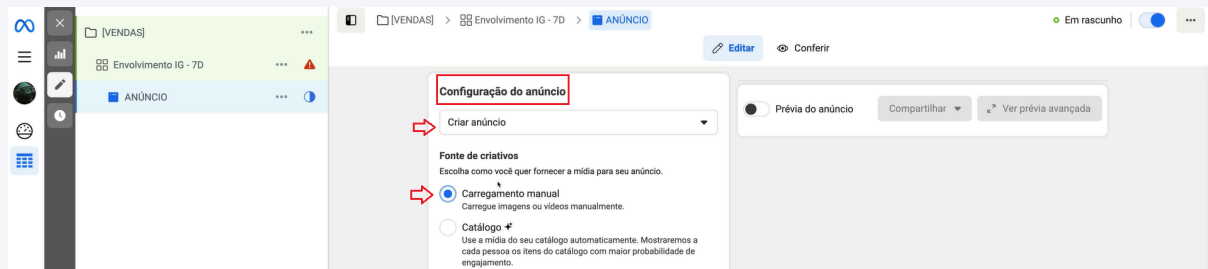 [VENDAS]
Envolvimento IG - 7D
ANÚNCIO
[VENDAS] > Envolvimento IG - 7D > ANÚNCIO
Em rascunho
Editar
Conferir
Configuração do anúncio
Criar anúncio
Fonte de criativos
Escolha como você quer fornecer a mídia para seu anúncio.
Carregamento manual
Carregue imagens ou vídeos manualmente.
Catálogo
Use a mídia do seu catálogo automaticamente. Mostraremos a
cada pessoa os itens do catálogo com maior probabilidade de
engajamento.
Prévia do anúncio
Compartilhar
Ver prévia avançada